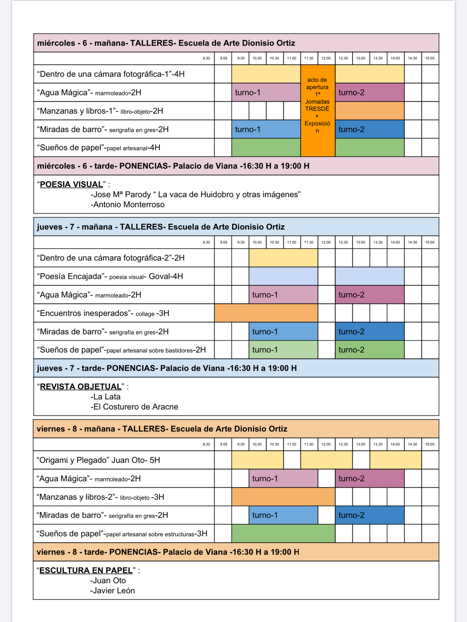 miércoles - 6 - mañana- TALLERES- Escuela de Arte Dionisio Ortiz
8:30 9:00 9:30 10:00 10:30 11:00 11:30 12:00 12:30 13:00 13:30 14:00 15:00
“Dentro de una cámara fotográfica-1”-4H
acto de
apertura
1ª
Jornadas
TRESDÉ
+
Exposició
n
“Agua Mágica”- marmoleado-2H turno-1 turno-2
“Manzanas y libros-1”- libro-objeto-2H
“Miradas de barro”- serigrafía en gres-2H turno-1 turno-2
“Sueños de papel”-papel artesanal-4H
miércoles - 6 - tarde- PONENCIAS- Palacio de Viana -16:30 H a 19:00 H
“POESIA VISUAL” :
-Jose Mª Parody “ La vaca de Huidobro y otras imágenes”
-Antonio Monterroso
jueves - 7 - mañana - TALLERES- Escuela de Arte Dionisio Ortiz
8:30 9:00 9:30 10:00 10:30 11:00 11:30 12:00 12:30 13:00 13:30 14:00 15:00
“Dentro de una cámara fotográfica-2”-2H
“Poesía Encajada”- poesia visual- Goval-4H
“Agua Mágica”- marmoleado-2H turno-1 turno-2
“Encuentros inesperados”- collage -3H
“Miradas de barro”- serigrafía en gres-2H turno-1 turno-2
“Sueños de papel”-papel artesanal sobre bastidores-2H turno-1 turno-2
jueves - 7 - tarde- PONENCIAS- Palacio de Viana -16:30 H a 19:00 H
“REVISTA OBJETUAL” :
-La Lata
-El Costurero de Aracne
viernes - 8 - mañana - TALLERES- Escuela de Arte Dionisio Ortiz
8:30 9:00 9:30 10:00 10:30 11:00 11:30 12:00 12:30 13:00 13:30 14:00 15:00
“Origami y Plegado” Juan Oto- 5H
“Agua Mágica”- marmoleado-2H turno-1 turno-2
“Manzanas y libros-2”- libro-objeto -3H
“Miradas de barro”- serigrafía en gres-2H turno-1 turno-2
“Sueños de papel”-papel artesanal sobre estructuras-3H
viernes - 8 - tarde- PONENCIAS- Palacio de Viana -16:30 H a 19:00 H
“ESCULTURA EN PAPEL” :
-Juan Oto
-Javier León